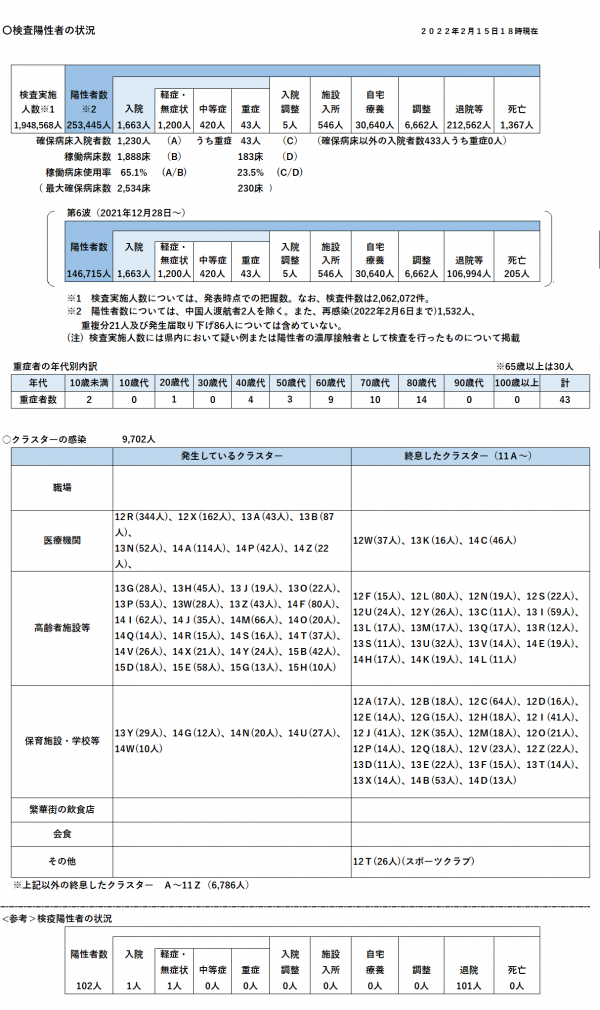 〇検査陽性者の状況
２０２２年２月１５日１８時現在
検査実施人数※1 陽性者数※2 入院 軽症・無症状 中等症 重症 入院調整 施設入所 自宅療養 調整 退院等 死亡
1,948,568人 253,445人 1,663人 1,200人 420人 43人 5人 546人 30,640人 6,662人 212,562人 1,367人
確保病床入院者数 1,230人 (A) うち重症 43人 (C) (確保病床以外の入院者数433人うち重症0人)
稼働病床者数 1,888床 (B) 183床 (D)
稼働病床使用率 65.1% (A/B) 23.5% (C/D)
(最大確保病床数 2,534床 230床 )
第6波（2021年12月28日～）
陽性者数 入院 軽症・無症状 中等症 重症 入院調整 施設入所 自宅療養 調整 退院等 死亡
146,715人 1,663人 1,200人 420人 43人 5人 546人 30,640人 6,662人 106,994人 205人
※1 検査実施人数については、発表時点での把握数。なお、検査件数は2,062,072件。
※2 陽性者数については、中国人渡航者2人を除く。また、再感染(2022年2月6日まで)1,532人、
重複分21人及び発生届取り下げ86人については含めていない。
(注) 検査実施人数には県内において疑い例または陽性者の濃厚接触者として検査を行ったものについて掲載
重症者の年代別内訳
※65歳以上は30人
年代 10歳未満 10歳代 20歳代 30歳代 40歳代 50歳代 60歳代 70歳代 80歳代 90歳代 100歳以上 計
重症者数 2 0 1 0 4 3 9 10 14 0 0 43
〇クラスターの感染 9,702人
発生しているクラスター 終息したクラスター（11Ａ～）
職場
医療機関
12Ｒ(344人)、12Ｘ(162人)、13Ａ(43人)、13Ｂ(87
人)、
13Ｎ(52人)、14Ａ(114人)、14Ｐ(42人)、14Ｚ(22
人)、
12W(37人)、13Ｋ(16人)、14Ｃ(46人)
高齢者施設等
13Ｇ(28人)、13Ｈ(45人)、13Ｊ(19人)、13Ｏ(22人)、
13Ｐ(53人)、13W(28人)、13Ｚ(43人)、14Ｆ(80人)、
14Ｉ(62人)、14Ｊ(35人)、14M(66人)、14Ｏ(20人)、
14Ｑ(14人)、14Ｒ(15人)、14Ｓ(16人)、14Ｔ(37人)、
14Ｖ(26人)、14Ｘ(21人)、14Ｙ(24人)、15Ｂ(42人)、
15Ｄ(18人)、15Ｅ(58人)、15Ｇ(13人)、15Ｈ(10人)
12Ｆ(15人)、12Ｌ(80人)、12Ｎ(19人)、12Ｓ(22人)、
12Ｕ(24人)、12Ｙ(26人)、13Ｃ(11人)、13Ｉ(59人)、
13Ｌ(17人)、13M(17人)、13Ｑ(17人)、13Ｒ(12人)、
13Ｓ(11人)、13Ｕ(32人)、13Ｖ(14人)、14Ｅ(19人)、
14Ｈ(17人)、14Ｋ(19人)、14Ｌ(11人)
保育施設・学校等
13Ｙ(29人)、14Ｇ(12人)、14Ｎ(20人)、14Ｕ(27人)、
14W(10人)
12Ａ(17人)、12Ｂ(18人)、12Ｃ(64人)、12Ｄ(16人)、
12Ｅ(14人)、12Ｇ(15人)、12Ｈ(18人)、12Ｉ(41人)、
12Ｊ(41人)、12Ｋ(35人)、12M(18人)、12Ｏ(21人)、
12Ｐ(14人)、12Ｑ(18人)、12Ｖ(23人)、12Ｚ(22人)、
13Ｄ(11人)、13Ｅ(22人)、13Ｆ(15人)、13Ｔ(14人)、
13Ｘ(14人)、14Ｂ(53人)、14Ｄ(13人)
繁華街の飲食店
会食
その他
12Ｔ(26人)(スポーツクラブ)
※上記以外の終息したクラスター Ａ～11Ｚ（6,786人）
<参考>検疫陽性者の状況
陽性者数 入院 軽症・無症状 中等症 重症 入院調整 施設入所 自宅療養 調整 退院 死亡
102人 1人 1人 0人 0人 0人 0人 0人 0人 101人 0人